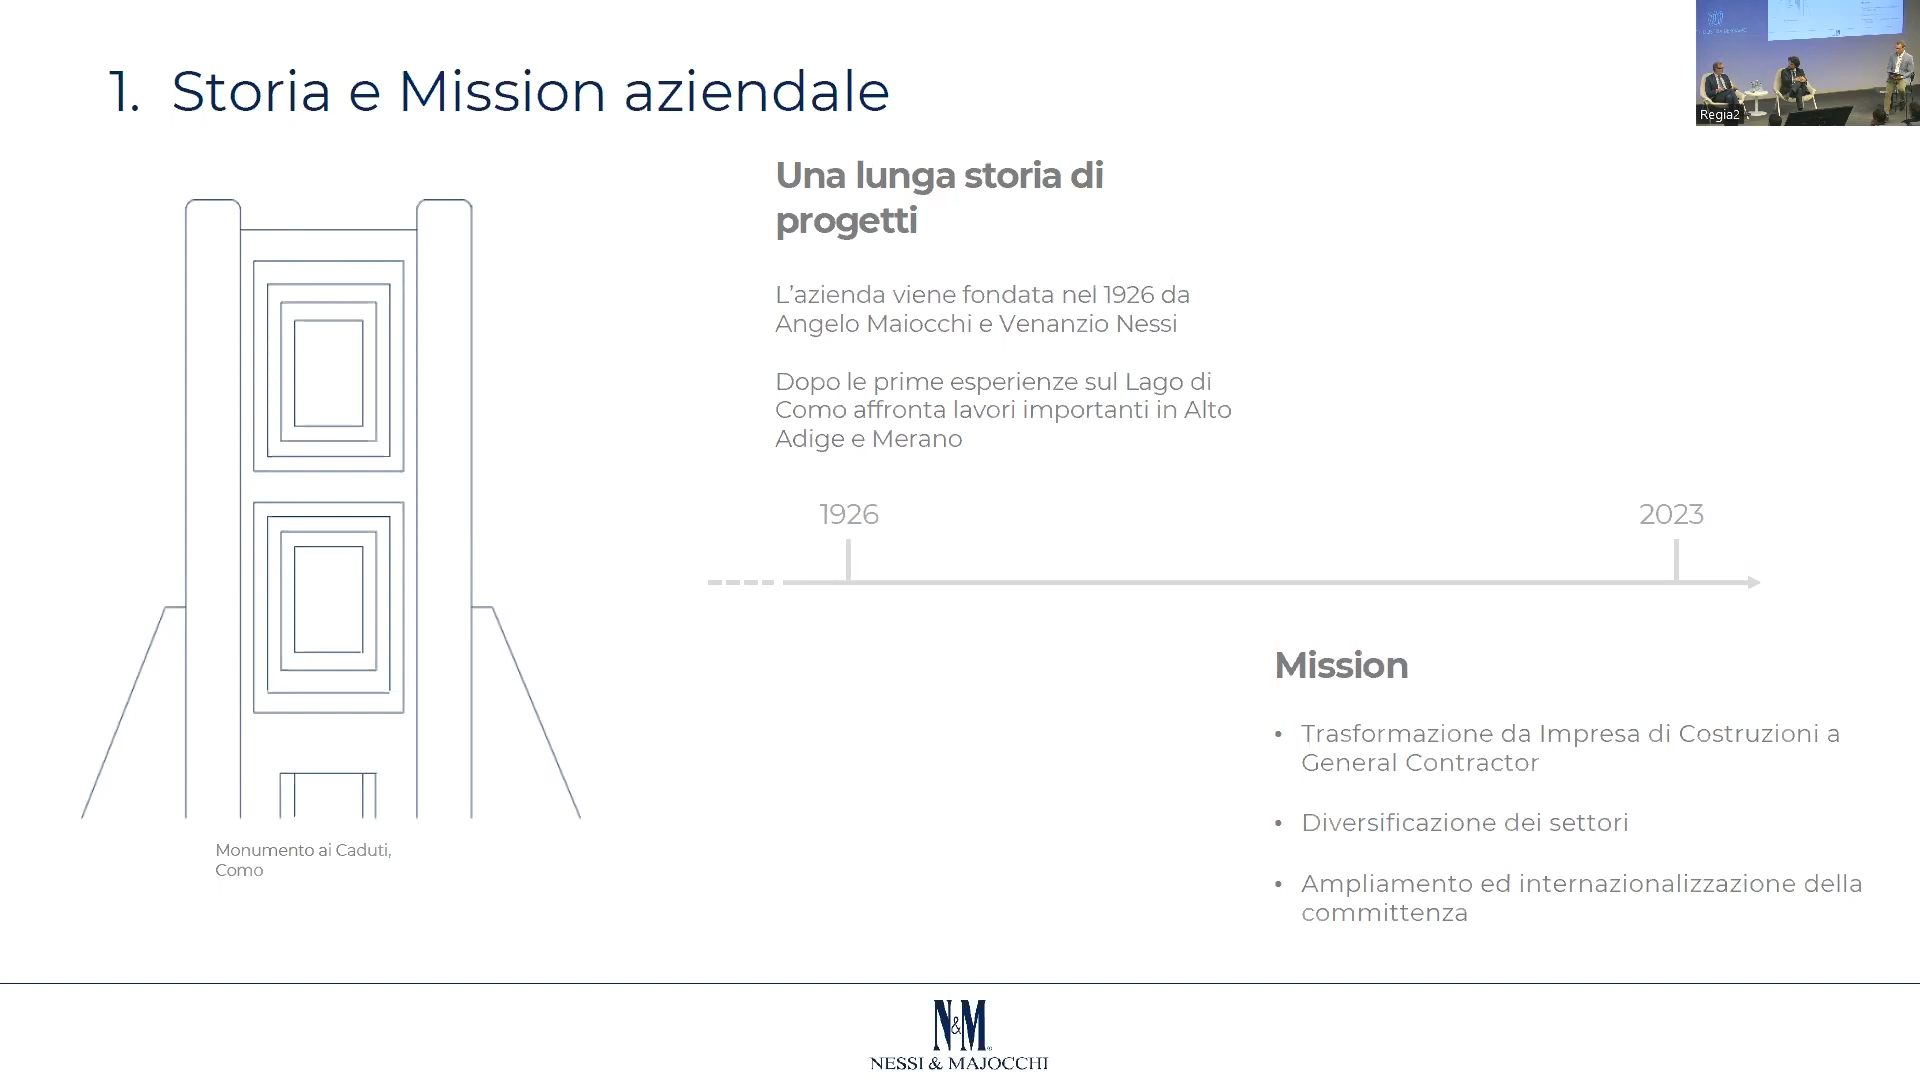 1. Storia e Mission aziendale
Regia2
Una lunga storia di
progetti
L’azienda viene fondata nel 1926 da
Angelo Maiocchi e Venanzio Nessi
Dopo le prime esperienze sul Lago di
Como affronta lavori importanti in Alto
Adige e Merano
1926
2023
Mission
• Trasformazione da Impresa di Costruzioni a
General Contractor
• Diversificazione dei settori
• Ampliamento ed internazionalizzazione della
committenza
Monumento ai Caduti,
Como
N&M
NESSI & MAJOCCHI